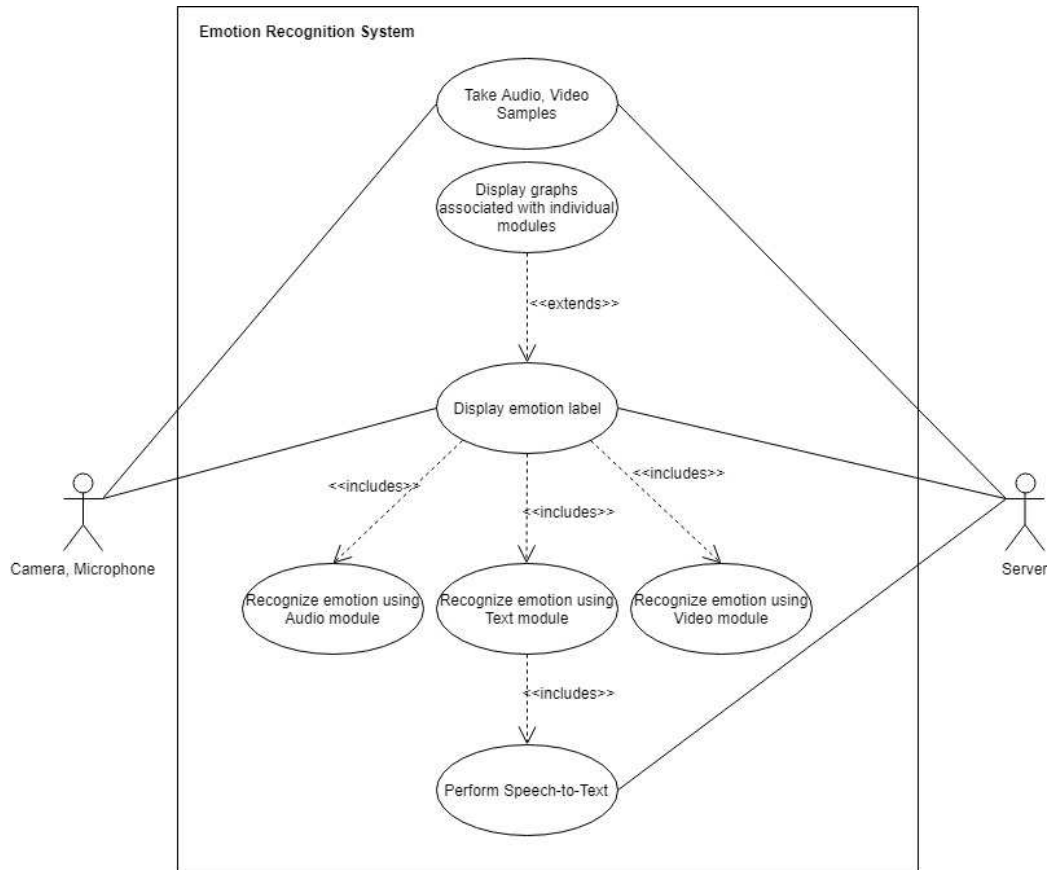 Emotion Recognition System
Take Audio, Video
Samples
Display graphs
associated with individual
modules
<<extends>>
Display emotion label
<<includes>>
<<includes>>
<<includes>>
Camera, Microphone
Server
Recognize emotion using
Audio module
Recognize emotion using
Text module
Recognize emotion using
Video module
<<includes>>
Perform Speech-to-Text